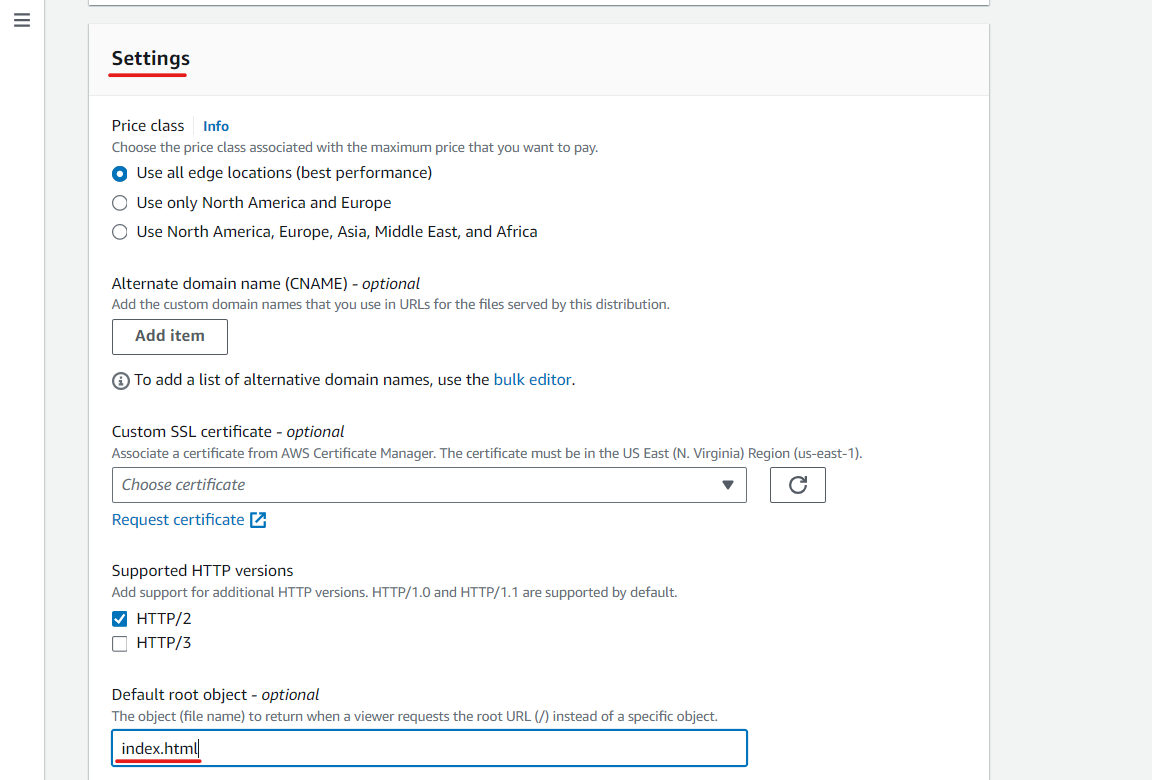 Settings
Price class Info
Choose the price class associated with the maximum price that you want to pay.
Use all edge locations (best performance)
Use only North America and Europe
Use North America, Europe, Asia, Middle East, and Africa
Alternate domain name (CNAME) - optional
Add the custom domain names that you use in URLs for the files served by this distribution.
Add item
To add a list of alternative domain names, use the bulk editor.
Custom SSL certificate - optional
Associate a certificate from AWS Certificate Manager. The certificate must be in the US East (N. Virginia) Region (us-east-1).
Choose certificate
Request certificate
Supported HTTP versions
Add support for additional HTTP versions. HTTP/1.0 and HTTP/1.1 are supported by default.
HTTP/2
HTTP/3
Default root object - optional
The object (file name) to return when a viewer requests the root URL (/) instead of a specific object.
index.html